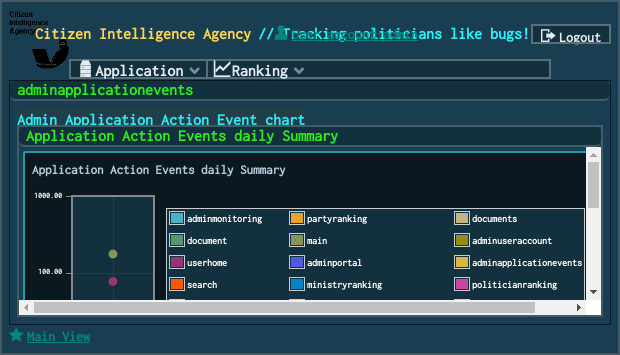 Citizen
Intelligence
Agency
Citizen Intelligence Agency // Tracking politicians like bugs!
Logout
Application
Ranking
adminapplicationevents
Admin Application Action Event chart
Application Action Events daily Summary
Application Action Events daily Summary
1000.00
100.00
adminmonitoring partyranking documents
document main adminuseraccount
userhome adminportal adminapplicationevents
search ministryranking politicianranking
Main View